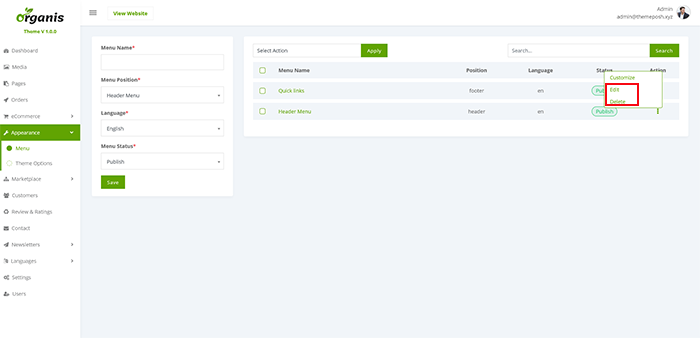 Organis
Theme V 1.0.0
Dashboard
Media
Pages
Orders
eCommerce
Appearance
Menu
Theme Options
Marketplace
Customers
Review & Ratings
Contact
Newsletters
Languages
Settings
Users
View Website
Admin
admin@themeposh.xyz
Menu Name*
Menu Position*
Header Menu
Language*
English
Menu Status*
Publish
Save
Select Action
Apply
Search...
Search
Menu Name Position Language Status Action
Quick links footer en
Header Menu header en Publish
Customize
Edit
Delete